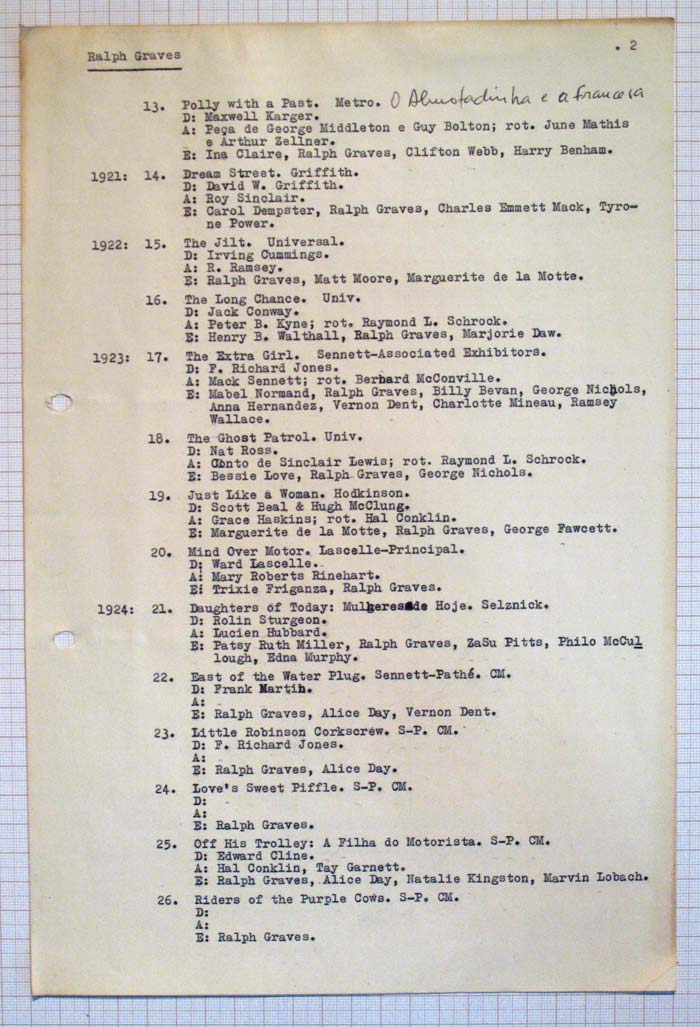 Ralph Graves
. 2
13. Polly with a Past. Metro. O Almofadinha e a francesa
D: Maxwell Karger.
A: Peça de George Middleton e Guy Bolton; rot. June Mathis
e Arthur Zellner.
E: Ina Claire, Ralph Graves, Clifton Webb, Harry Benham.
1921: 14. Dream Street. Griffith.
D: David W. Griffith.
A: Roy Sinclair.
E: Carol Dempster, Ralph Graves, Charles Emmett Mack, Tyro-
ne Power.
1922: 15. The Jilt. Universal.
D: Irving Cummings.
A: R. Ramsey.
E: Ralph Graves, Matt Moore, Marguerite de la Motte.
16. The Long Chance. Univ.
D: Jack Conway.
A: Peter B. Kyne; rot. Raymond L. Schrock.
E: Henry B. Walthall, Ralph Graves, Marjorie Daw.
1923: 17. The Extra Girl. Sennett-Associated Exhibitors.
D: F. Richard Jones.
A: Mack Sennett; rot. Bernard McConville.
E: Mabel Normand, Ralph Graves, Billy Bevan, George Nichols,
Anna Hernandez, Vernon Dent, Charlotte Mineau, Ramsey
Wallace.
18. The Ghost Patrol. Univ.
D: Nat Ross.
A: Conto de Sinclair Lewis; rot. Raymond L. Schrock.
E: Bessie Love, Ralph Graves, George Nichols.
19. Just Like a Woman. Hodkinson.
D: Scott Beal & Hugh McClung.
A: Grace Haskins; rot. Hal Conklin.
E: Marguerite de la Motte, Ralph Graves, George Fawcett.
20. Mind Over Motor. Lascelle-Principal.
D: Ward Lascelle.
A: Mary Roberts Rinehart.
E: Trixie Friganza, Ralph Graves.
1924: 21. Daughters of Today: Mulheres de Hoje. Selznick.
D: Rolin Sturgeon.
A: Lucien Hubbard.
E: Patsy Ruth Miller, Ralph Graves, ZaSu Pitts, Philo McCul_
lough, Edna Murphy.
22. East of the Water Plug. Sennett-Pathé. CM.
D: Frank Martin.
A:
E: Ralph Graves, Alice Day, Vernon Dent.
23. Little Robinson Corkscrew. S-P. CM.
D: F. Richard Jones.
A:
E: Ralph Graves, Alice Day.
24. Love's Sweet Piffle. S-P. CM.
D:
A:
E: Ralph Graves.
25. Off His Trolley: A Filha do Motorista. S-P. CM.
D: Edward Cline.
A: Hal Conklin, Tay Garnett.
E: Ralph Graves, Alice Day, Natalie Kingston, Marvin Lobach.
26. Riders of the Purple Cows. S-P. CM.
D:
A:
E: Ralph Graves.